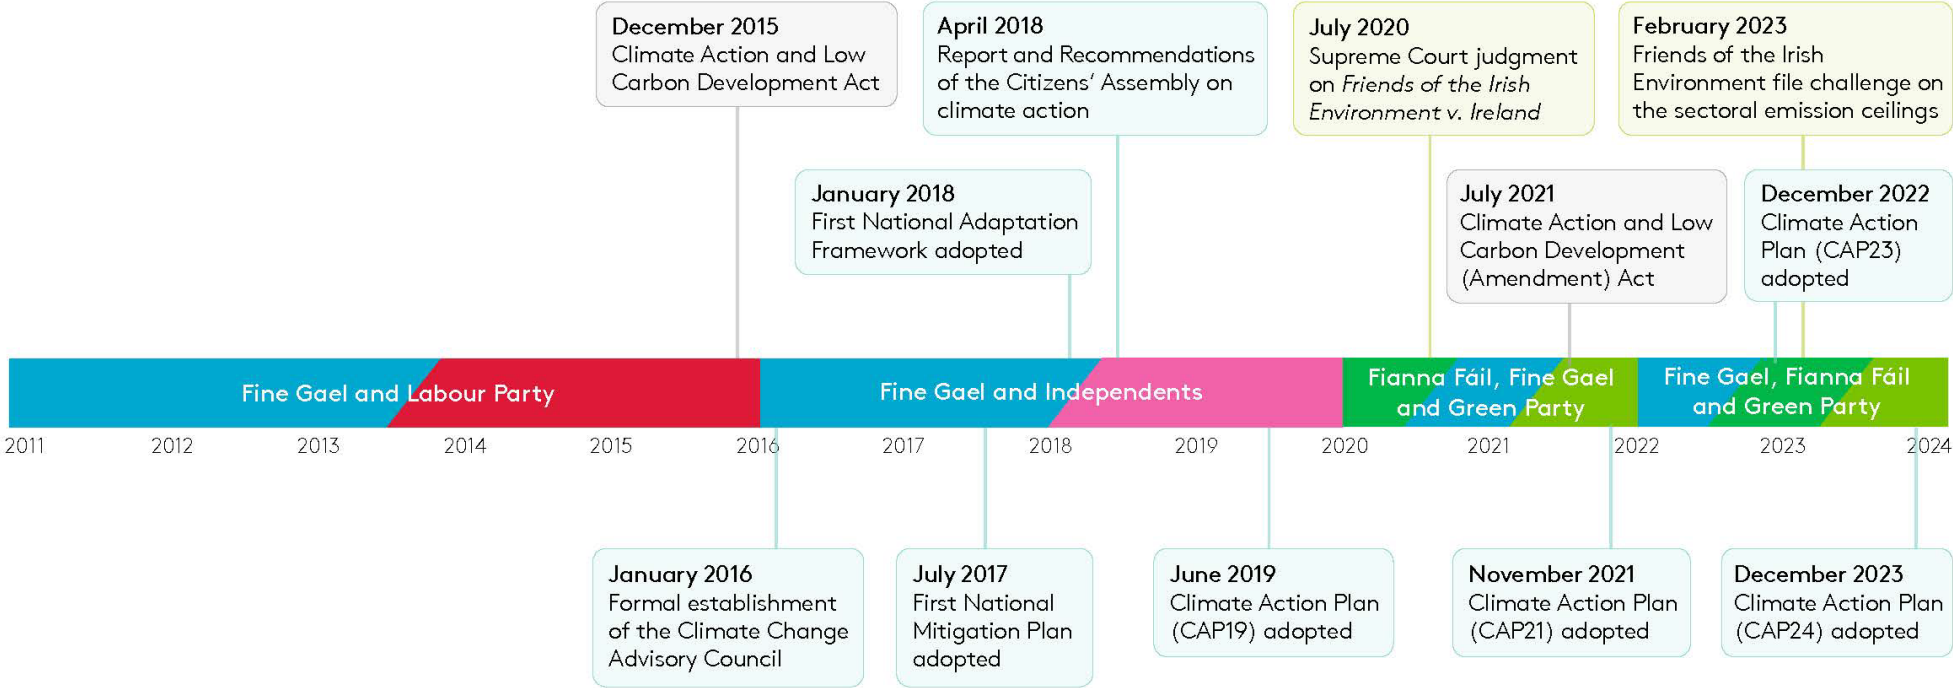 December 2015
Climate Action and Low
Carbon Development Act
April 2018
Report and Recommendations
of the Citizens’ Assembly on
climate action
July 2020
Supreme Court judgment
on Friends of the Irish
Environment v. Ireland
February 2023
Friends of the Irish
Environment file challenge on
the sectoral emission ceilings
January 2018
First National Adaptation
Framework adopted
July 2021
Climate Action and Low
Carbon Development
(Amendment) Act
December 2022
Climate Action
Plan (CAP23)
adopted
Fine Gael and Labour Party
Fine Gael and Independents
Fianna Fáil, Fine Gael
and Green Party
Fine Gael, Fianna Fáil
and Green Party
2011 2012 2013 2014 2015 2016 2017 2018 2019 2020 2021 2022 2023 2024
January 2016
Formal establishment
of the Climate Change
Advisory Council
July 2017
First National
Mitigation Plan
adopted
June 2019
Climate Action Plan
(CAP19) adopted
November 2021
Climate Action Plan
(CAP21) adopted
December 2023
Climate Action Plan
(CAP24) adopted